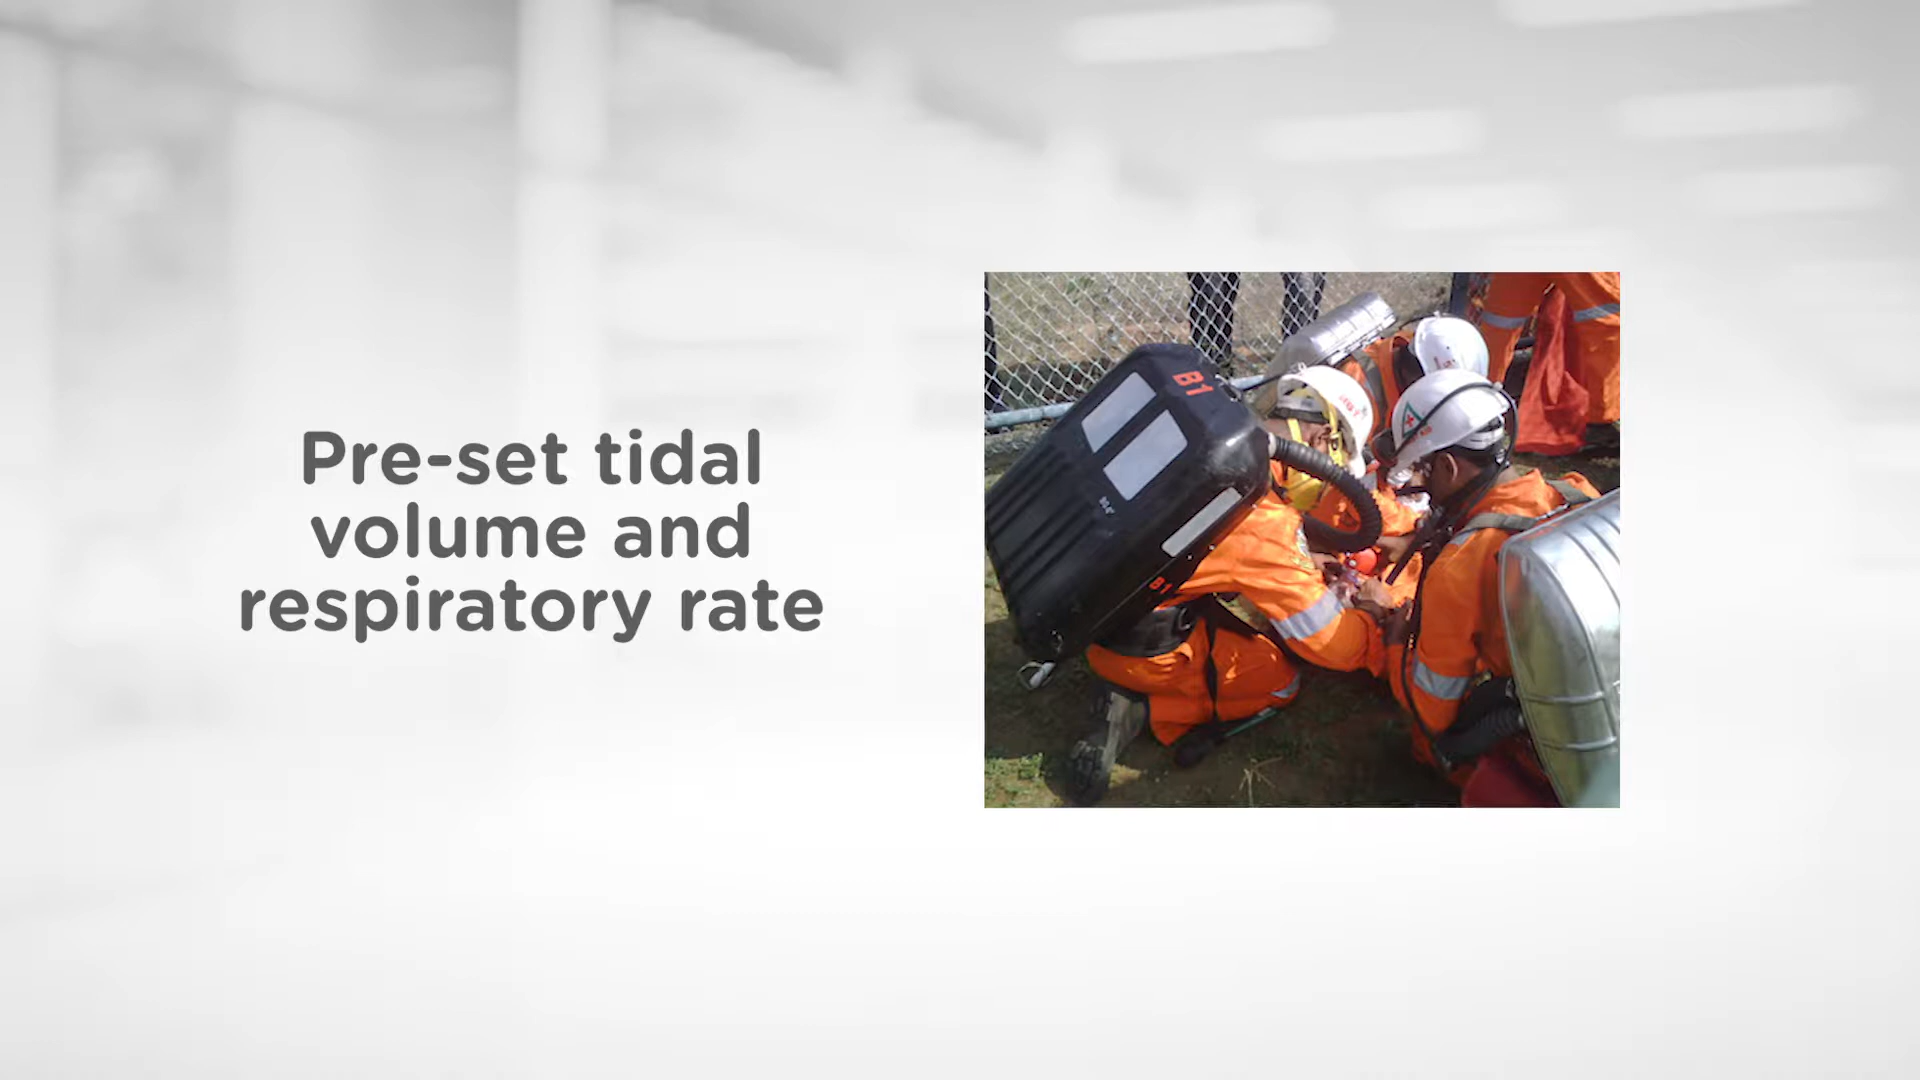 Pre-set tidal
volume and
respiratory rate
B1
B1